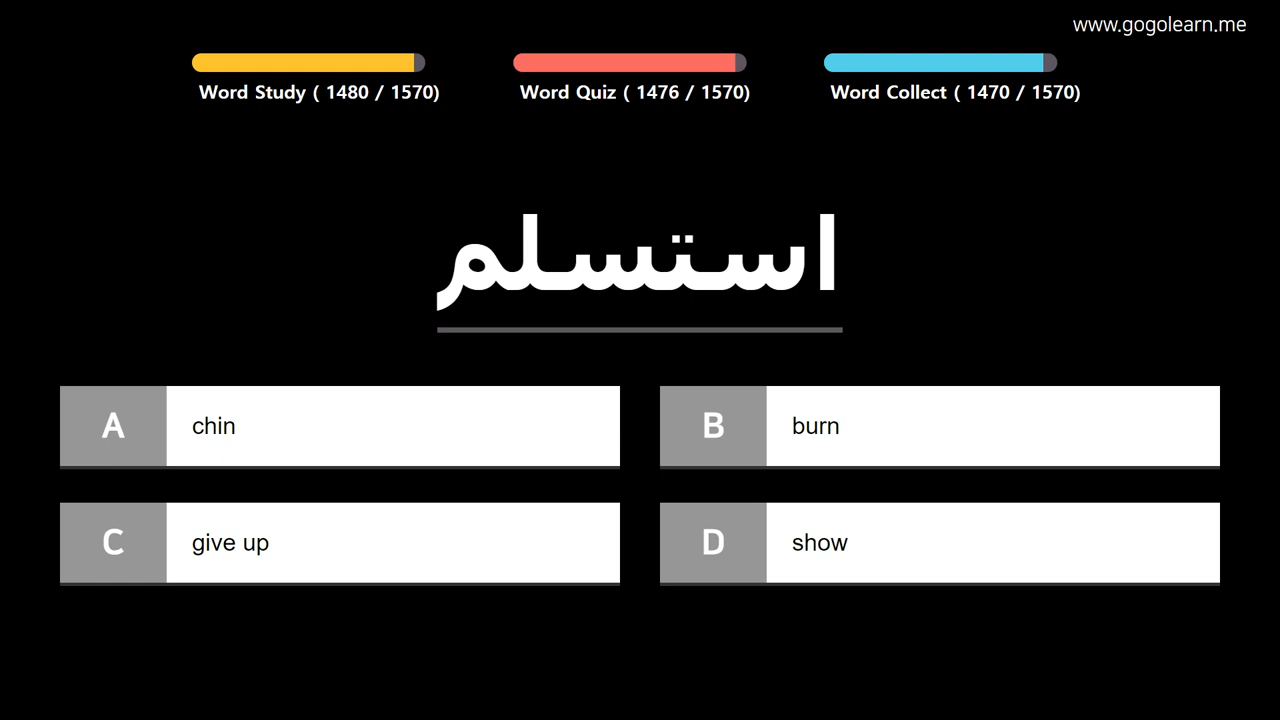 www.gogolearn.me
Word Study ( 1480 / 1570)
Word Quiz ( 1476 / 1570)
Word Collect ( 1470 / 1570)
استسلم
A chin
B burn
C give up
D show